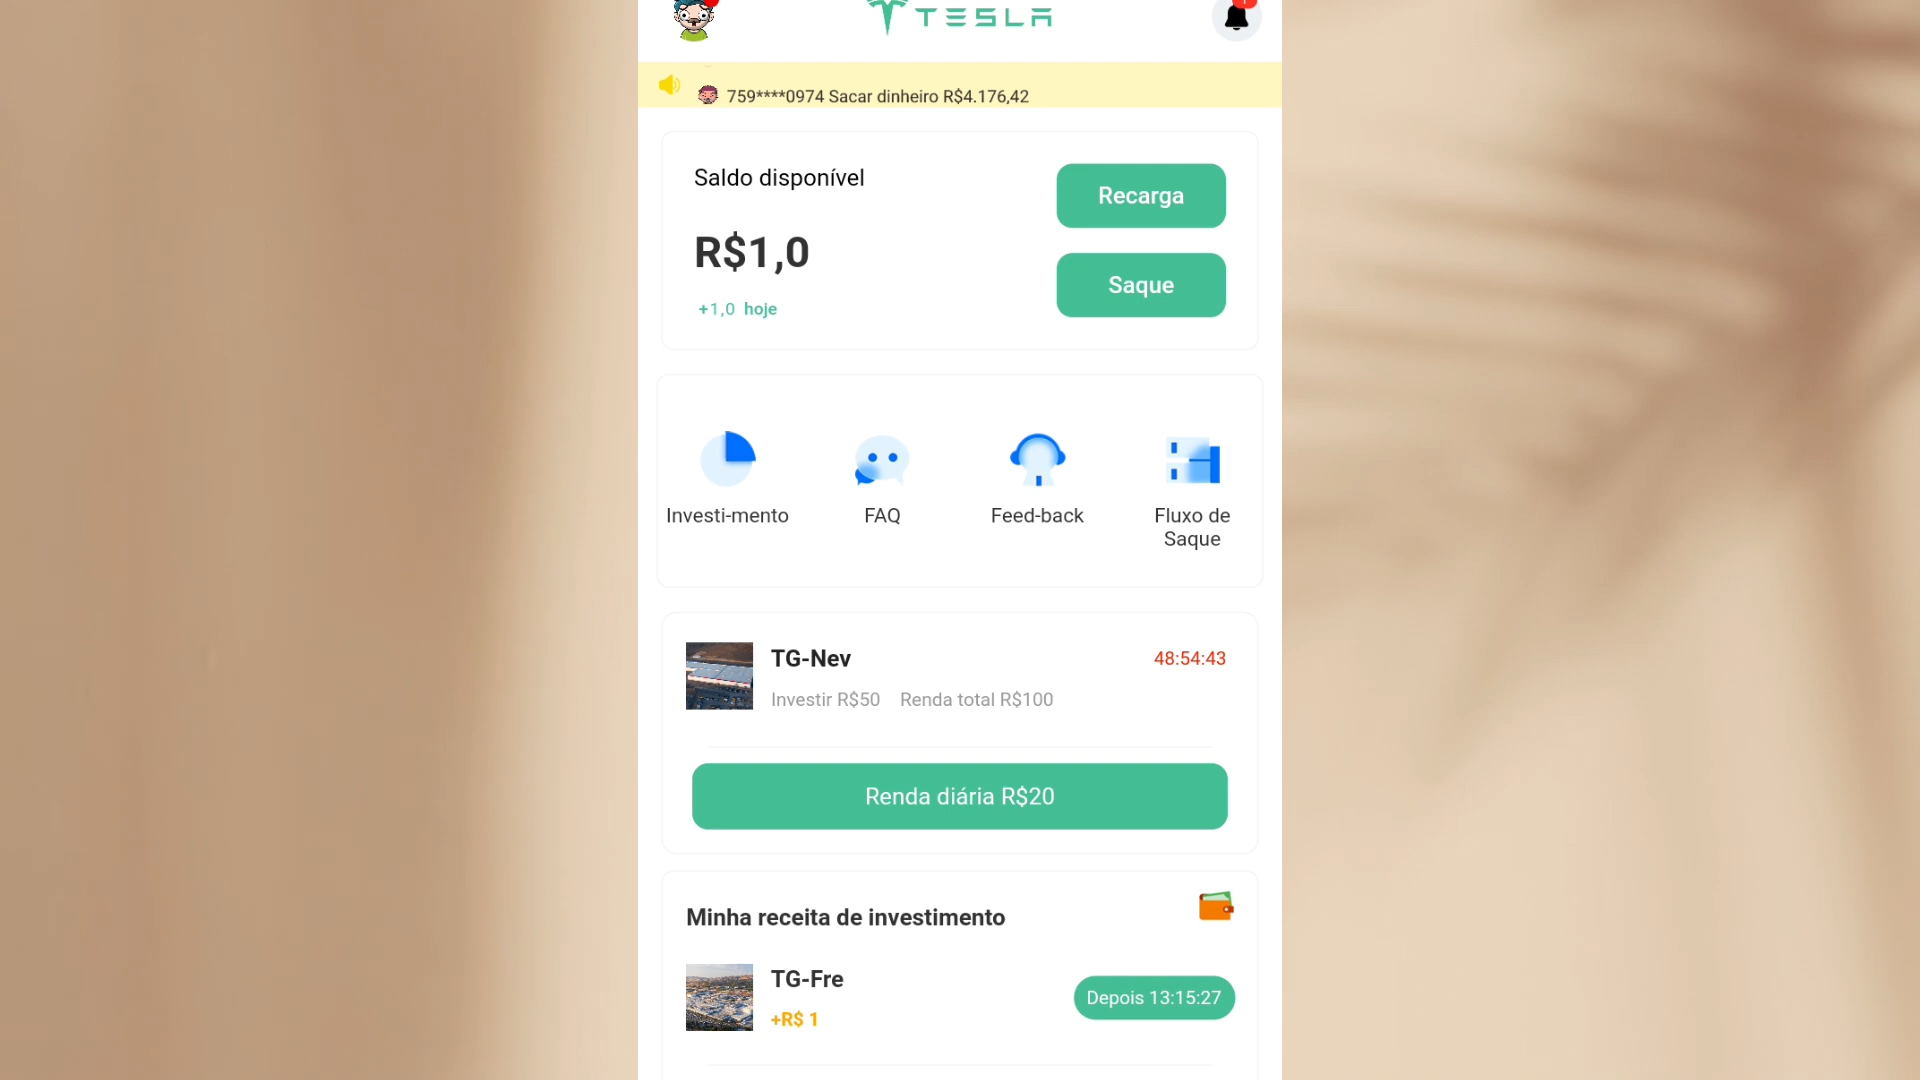 TESLA
1
759****0974 Sacar dinheiro R$4.176,42
Saldo disponível
Recarga
R$1,0
Saque
+1,0 hoje
Investi-mento
FAQ
Feed-back
Fluxo de
Saque
TG-Nev
48:54:43
Investir R$50 Renda total R$100
Renda diária R$20
Minha receita de investimento
TG-Fre
Depois 13:15:27
+R$ 1